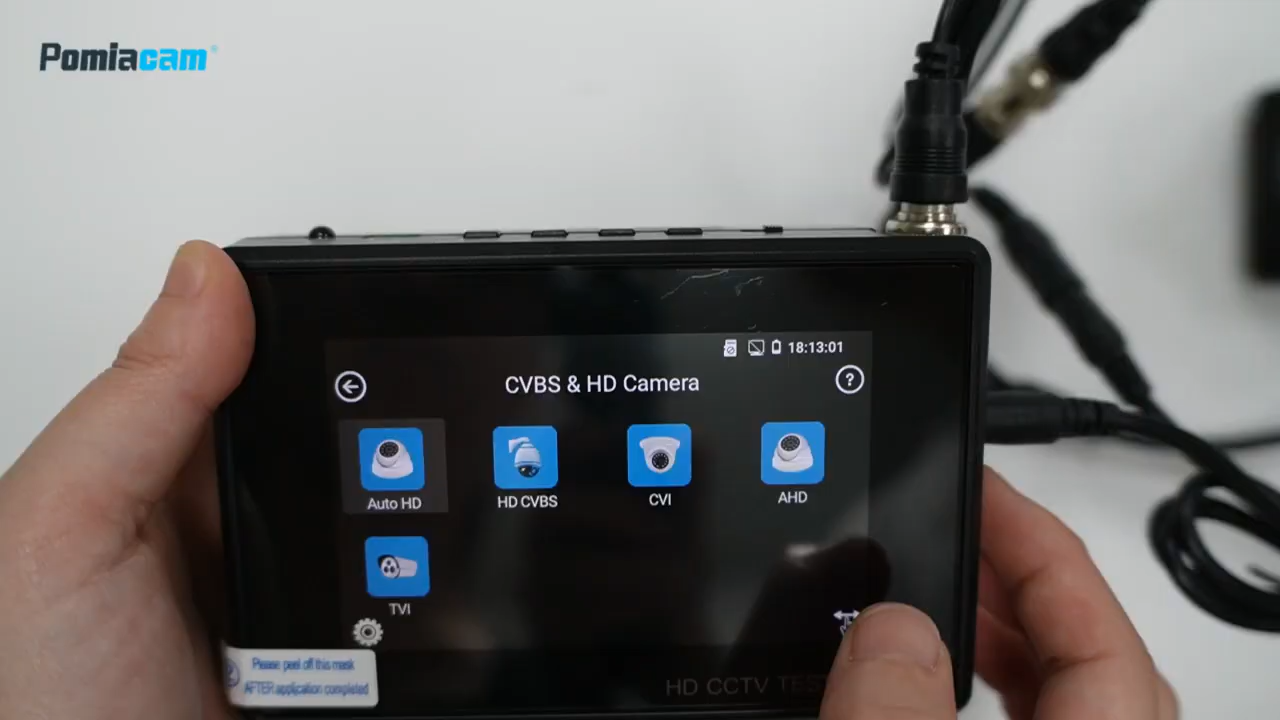 Pomiacam
18:13:01
CVBS & HD Camera
?
Auto HD
HD CVBS
CVI
AHD
TVI
Please peel off this mask
AFTER application completed
HD CCTV